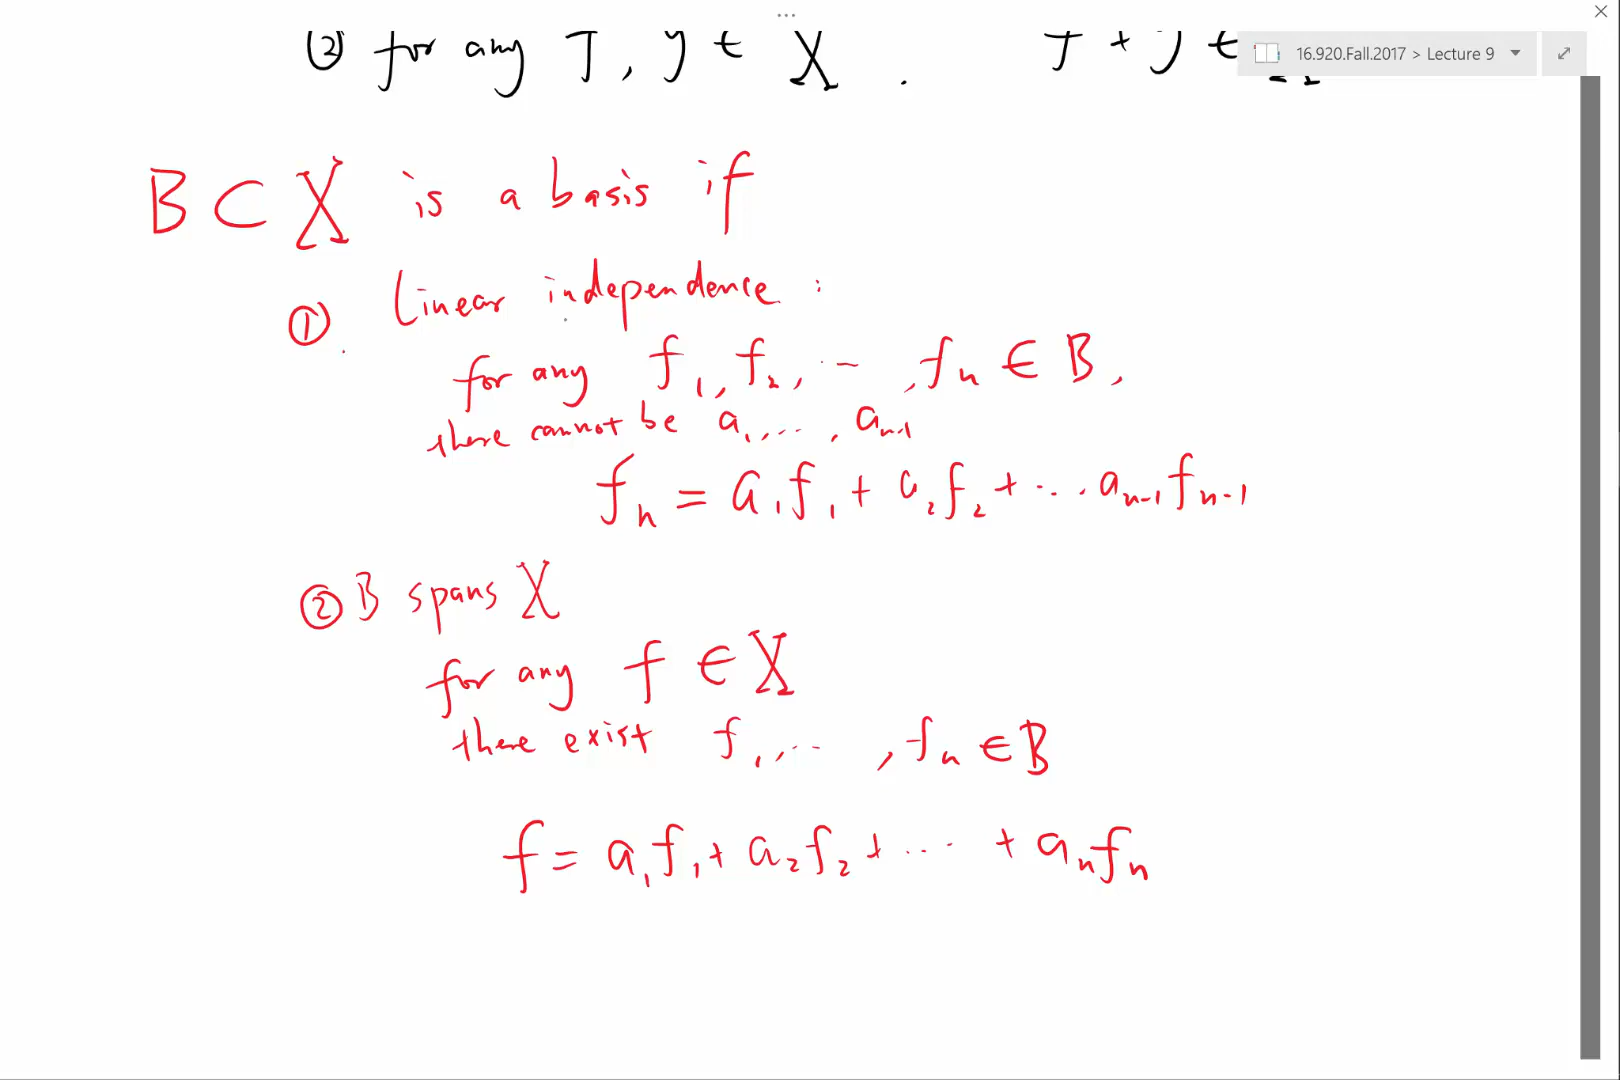 ② for any f, g ∈ X . f + g ∈ X
16.920.Fall.2017 > Lecture 9
B ⊂ X is a basis if
① Linear independence :
for any f₁, f₂, ... , fₙ ∈ B,
there cannot be a₁, ... , aₙ₋₁
fₙ = a₁f₁ + a₂f₂ + ... aₙ₋₁fₙ₋₁
② B spans X
for any f ∈ X
there exist f₁, ... , fₙ ∈ B
f = a₁f₁ + a₂f₂ + ... + aₙfₙ